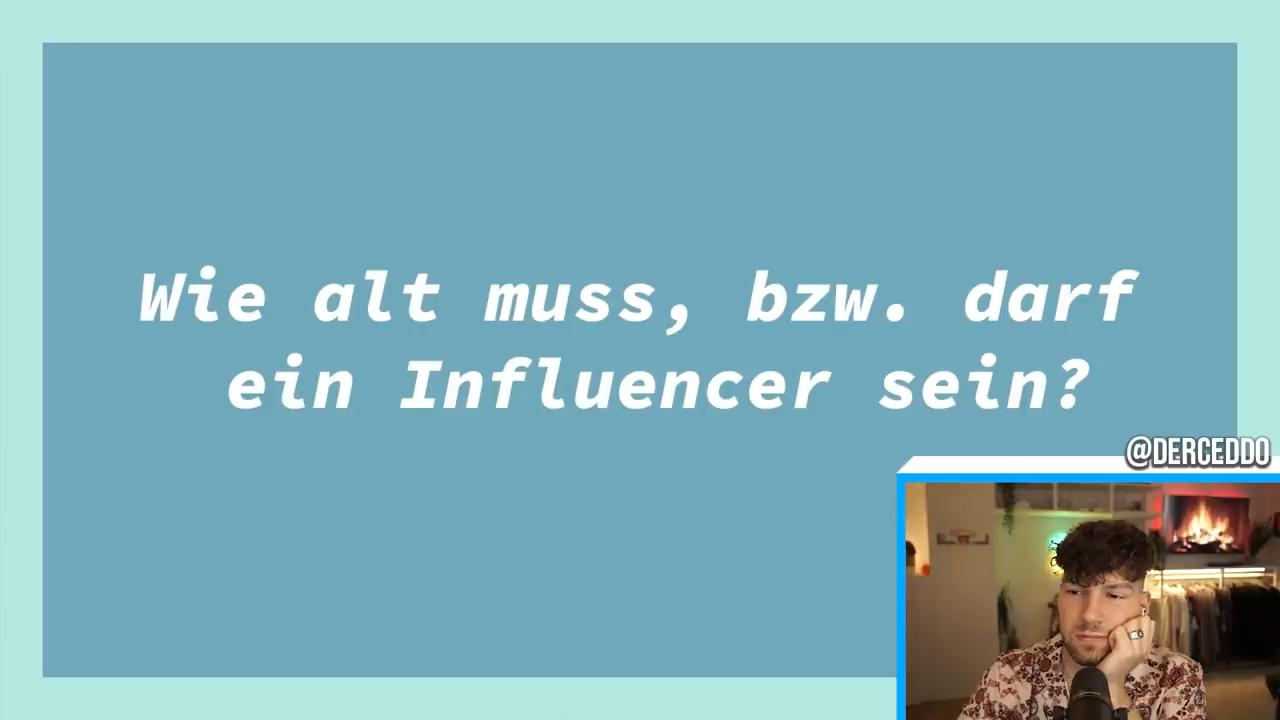 Wie alt muss, bzw. darf
ein Influencer sein?
@DERCEDDO